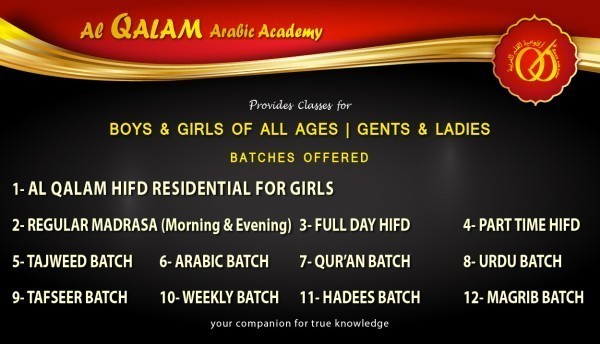 Al QALAM Arabic Academy
Provides Classes for
BOYS & GIRLS OF ALL AGES | GENTS & LADIES
BATCHES OFFERED
1- AL QALAM HIFD RESIDENTIAL FOR GIRLS
2- REGULAR MADRASA (Morning & Evening) 3- FULL DAY HIFD 4- PART TIME HIFD
5- TAJWEED BATCH 6- ARABIC BATCH 7- QUR'AN BATCH 8- URDU BATCH
9- TAFSEER BATCH 10- WEEKLY BATCH 11- HADEES BATCH 12- MAGRIB BATCH
your companion for true knowledge